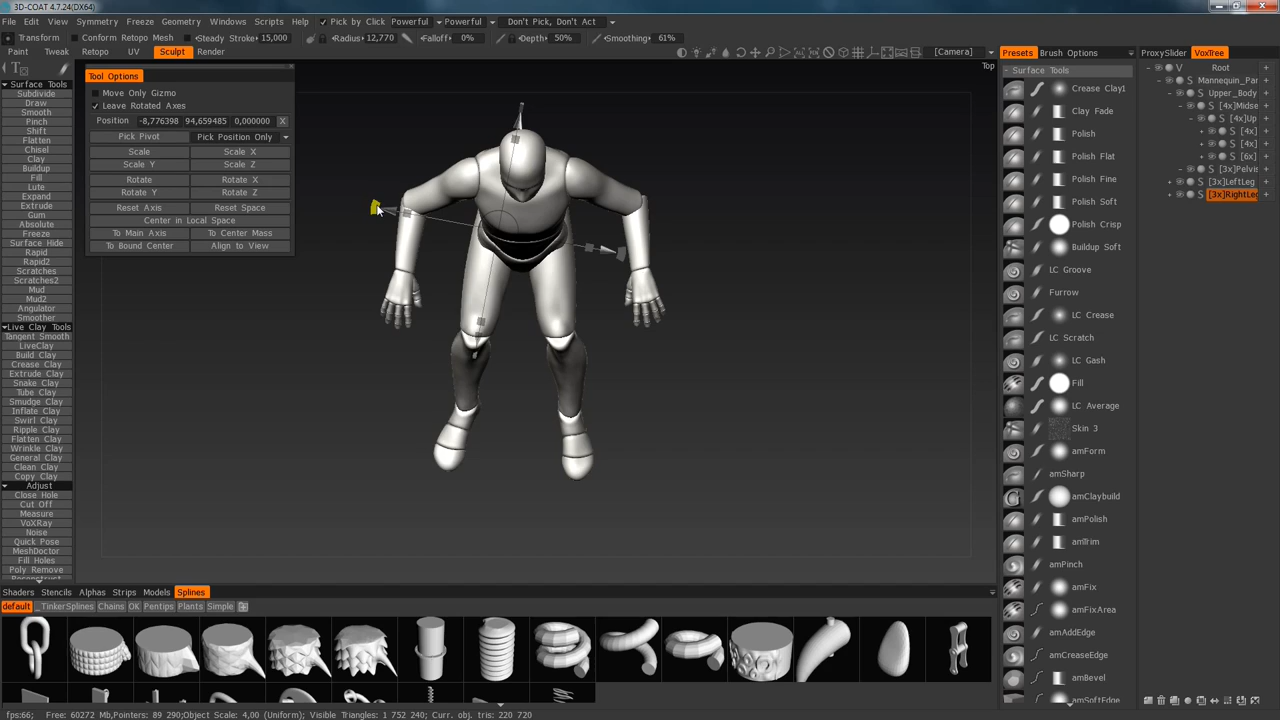 3D-COAT 4.7.24(DX64)
File Edit View Symmetry Freeze Geometry Windows Scripts Help Pick by Click Powerful Powerful Don't Pick, Don't Act
Transform Conform Retopo Mesh Steady Stroke 15,000 Radius 12,770 Falloff 0% Depth 50% Smoothing 61%
Paint Tweak Retopo UV Sculpt Render [Camera] Presets Brush Options ProxySlider VoxTree
Top
Tool Options
Move Only Gizmo
Leave Rotated Axes
Position -8,776398 94,659485 0,000000 X
Pick Pivot Pick Position Only
Scale Scale X
Scale Y Scale Z
Rotate Rotate X
Rotate Y Rotate Z
Reset Axis Reset Space
Center in Local Space
To Main Axis To Center Mass
To Bound Center Align to View
Surface Tools
Subdivide
Draw
Smooth
Pinch
Shift
Flatten
Chisel
Clay
Buildup
Fill
Lute
Expand
Extrude
Gum
Absolute
Freeze
Surface Hide
Rapid
Rapid2
Scratches
Scratches2
Mud
Mud2
Angulator
Smoother
Live Clay Tools
Tangent Smooth
LiveClay
Build Clay
Crease Clay
Extrude Clay
Snake Clay
Tube Clay
Smudge Clay
Inflate Clay
Swirl Clay
Ripple Clay
Flatten Clay
Wrinkle Clay
General Clay
Clean Clay
Copy Clay
Adjust
Close Hole
Cut Off
Measure
VoXRay
Noise
Quick Pose
MeshDoctor
Fill Holes
Poly Remove
Surface Tools
Crease Clay1
Clay Fade
Polish
Polish Flat
Polish Fine
Polish Soft
Polish Crisp
Buildup Soft
LC Groove
Furrow
LC Crease
LC Scratch
LC Gash
Fill
LC Average
Skin 3
amForm
amSharp
amClaybuild
amPolish
amTrim
amPinch
amFix
amFixArea
amAddEdge
amCreaseEdge
amBevel
amSoftEdge
V Root +
S Mannequin_Par +
S Upper_Body +
S [4x]Midse +
S [4x]Up +
S [4x] +
S [4x] +
S [6x] +
S [3x]Pelvis +
S [3x]LeftLeg +
S [3x]RightLeg +
Shaders Stencils Alphas Strips Models Splines
default _TinkerSplines Chains OK Pentips Plants Simple
fps:66; Free: 60272 Mb,Pointers: 89 290;Object Scale: 4,00 (Uniform); Visible Triangles: 1 752 240; Curr. obj. tris: 220 720